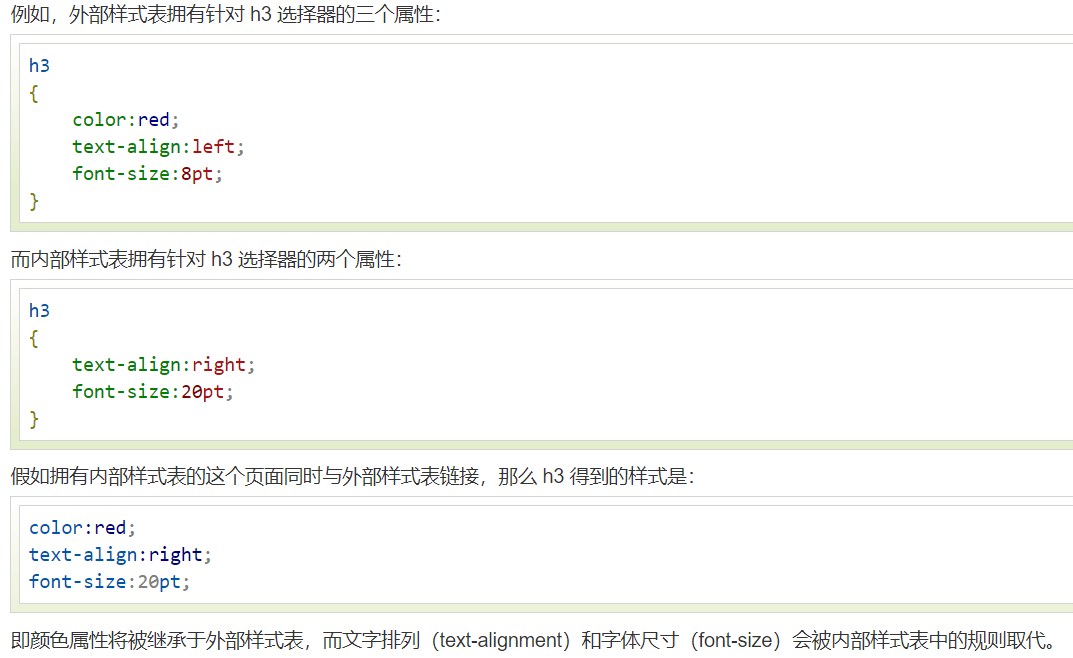 例如，外部样式表拥有针对 h3 选择器的三个属性：
h3
{
    color:red;
    text-align:left;
    font-size:8pt;
}
而内部样式表拥有针对 h3 选择器的两个属性：
h3
{
    text-align:right;
    font-size:20pt;
}
假如拥有内部样式表的这个页面同时与外部样式表链接，那么 h3 得到的样式是：
color:red;
text-align:right;
font-size:20pt;
即颜色属性将被继承于外部样式表，而文字排列（text-alignment）和字体尺寸（font-size）会被内部样式表中的规则取代。